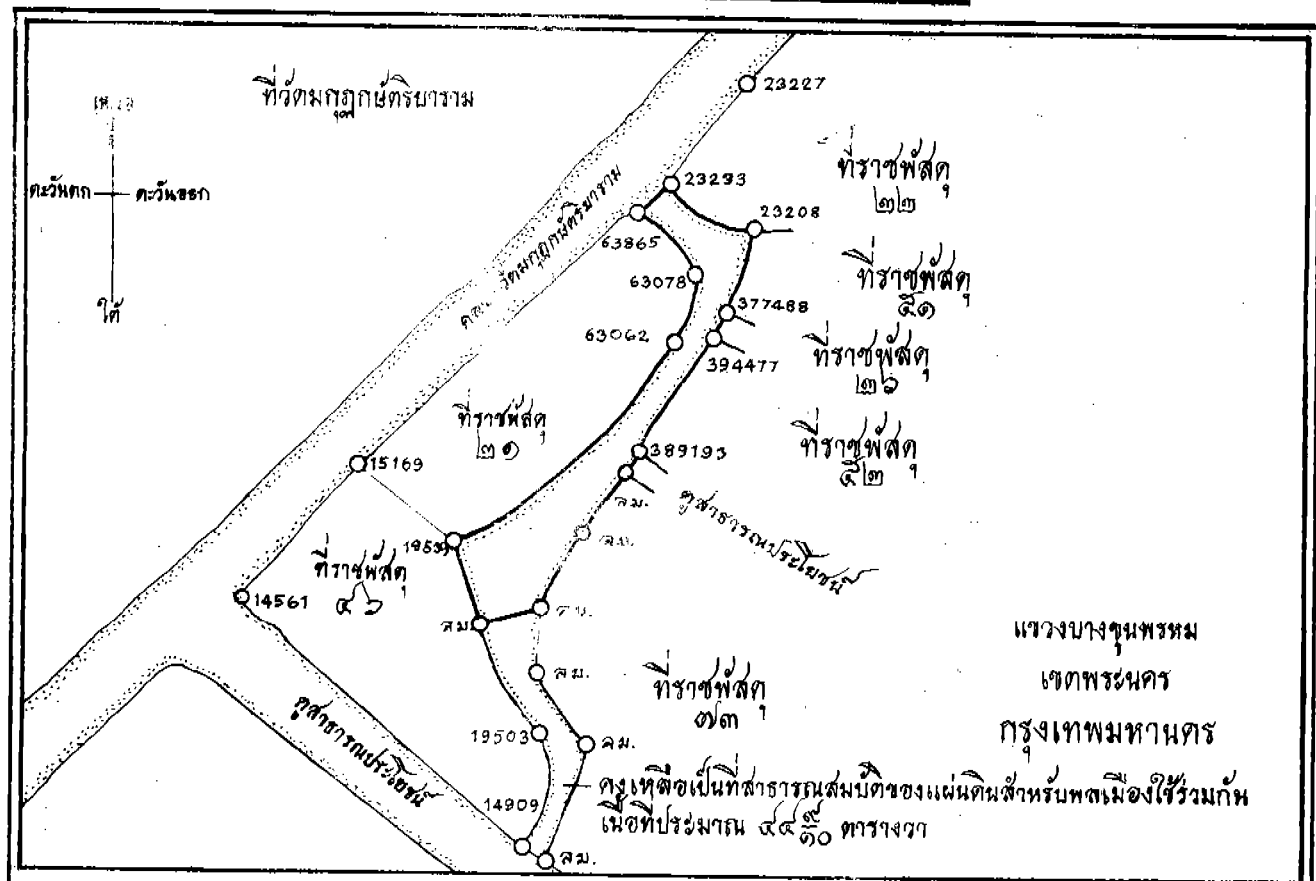 ที่วัดมกุฎกษัตริยาราม
เหนือ
ตะวันตก
ตะวันออก
ใต้
23227
ที่ราชพัสดุ
๒๒
23293
23208
วัดมกุฎกษัตริยาราม
63865
63078
ที่ราชพัสดุ
๕๑
377488
63062
394477
ที่ราชพัสดุ
๒๖
ที่ราชพัสดุ
๒๑
15169
389193
ที่ราชพัสดุ
๕๒
ลม.
คูสาธารณประโยชน์
ลม.
ที่ราชพัสดุ
๔๖
14561
ลม.
ลม.
แขวงบางขุนพรหม
เขตพระนคร
กรุงเทพมหานคร
ลม.
ที่ราชพัสดุ
๗๓
คูสาธารณประโยชน์
19503
ลม.
คงเหลือเป็นที่สาธารณสมบัติของแผ่นดินสำหรับพลเมืองใช้ร่วมกัน
เนื้อที่ประมาณ ๔๔ ๙/๑๐ ตารางวา
14909
ลม.